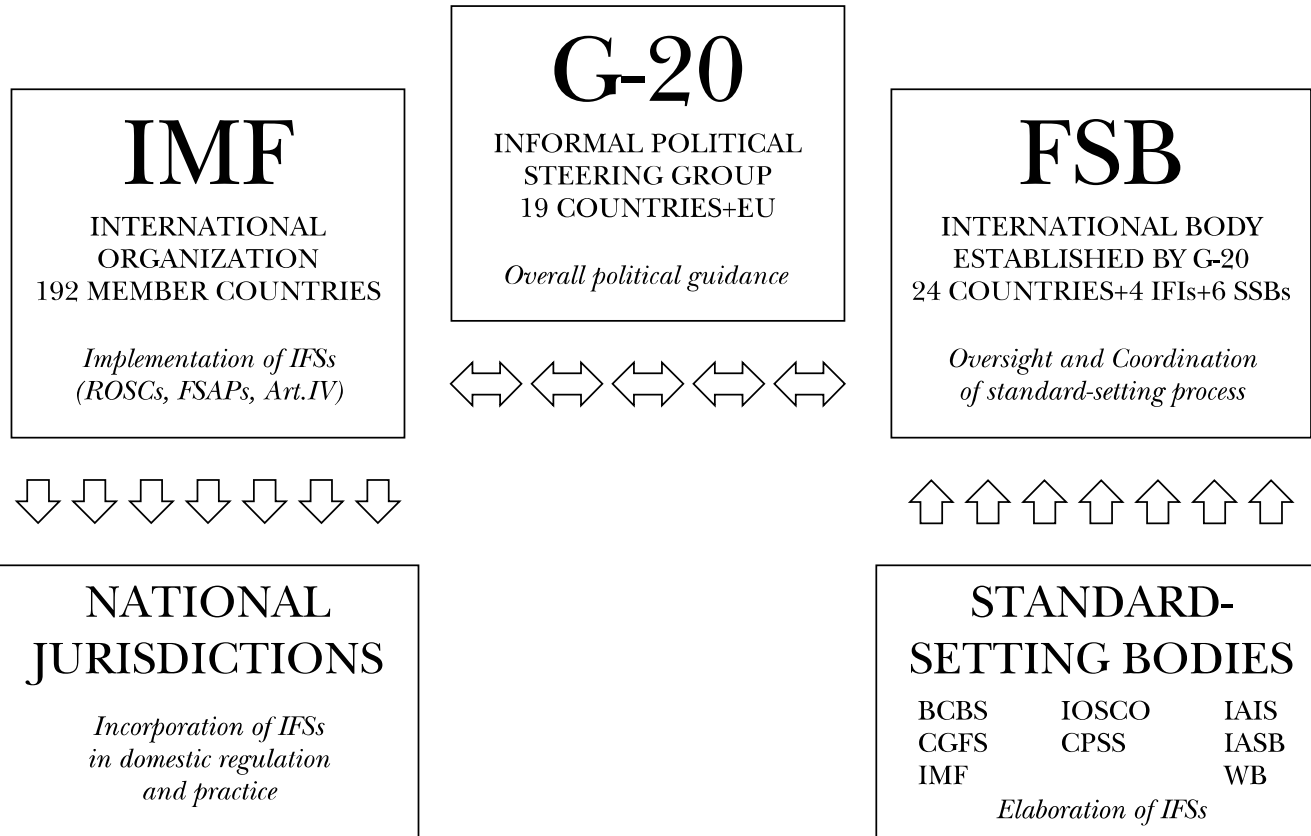 G-20
INFORMAL POLITICAL
STEERING GROUP
19 COUNTRIES+EU
Overall political guidance
IMF
INTERNATIONAL
ORGANIZATION
192 MEMBER COUNTRIES
Implementation of IFSs
(ROSCs, FSAPs, Art.IV)
FSB
INTERNATIONAL BODY
ESTABLISHED BY G-20
24 COUNTRIES+4 IFIs+6 SSBs
Oversight and Coordination
of standard-setting process
NATIONAL
JURISDICTIONS
Incorporation of IFSs
in domestic regulation
and practice
STANDARD-
SETTING BODIES
BCBS IOSCO IAIS
CGFS CPSS IASB
IMF WB
Elaboration of IFSs